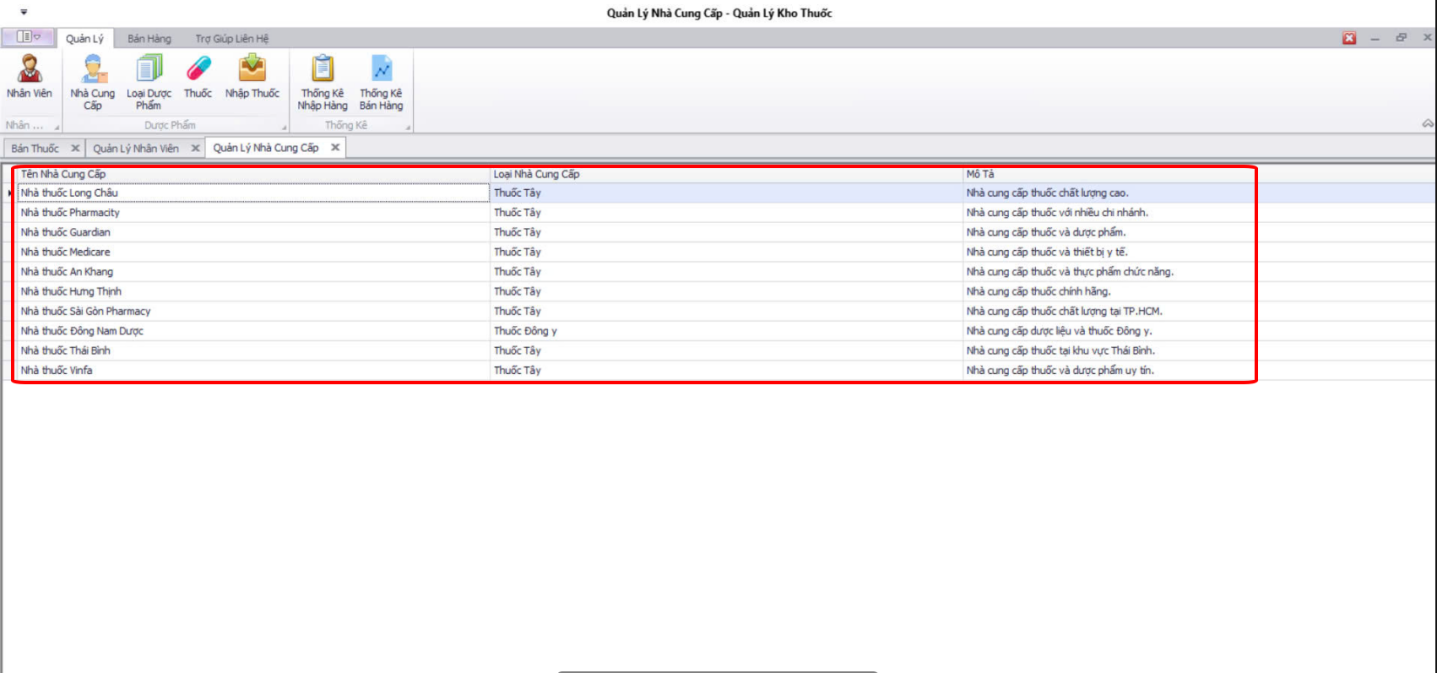 Quản Lý Nhà Cung Cấp - Quản Lý Kho Thuốc
Quản Lý Bán Hàng Trợ Giúp Liên Hệ
Nhân Viên Nhà Cung Cấp Loại Dược Phẩm Thuốc Nhập Thuốc Thống Kê Nhập Hàng Thống Kê Bán Hàng
Nhân ... Dược Phẩm Thống Kê
Bán Thuốc Quản Lý Nhân Viên Quản Lý Nhà Cung Cấp
Tên Nhà Cung Cấp Loại Nhà Cung Cấp Mô Tả
Nhà thuốc Long Châu Thuốc Tây Nhà cung cấp thuốc chất lượng cao.
Nhà thuốc Pharmacity Thuốc Tây Nhà cung cấp thuốc với nhiều chi nhánh.
Nhà thuốc Guardian Thuốc Tây Nhà cung cấp thuốc và dược phẩm.
Nhà thuốc Medicare Thuốc Tây Nhà cung cấp thuốc và thiết bị y tế.
Nhà thuốc An Khang Thuốc Tây Nhà cung cấp thuốc và thực phẩm chức năng.
Nhà thuốc Hưng Thịnh Thuốc Tây Nhà cung cấp thuốc chính hãng.
Nhà thuốc Sài Gòn Pharmacy Thuốc Tây Nhà cung cấp thuốc chất lượng tại TP.HCM.
Nhà thuốc Đông Nam Dược Thuốc Đông y Nhà cung cấp dược liệu và thuốc Đông y.
Nhà thuốc Thái Bình Thuốc Tây Nhà cung cấp thuốc tại khu vực Thái Bình.
Nhà thuốc Vinfa Thuốc Tây Nhà cung cấp thuốc và dược phẩm uy tín.